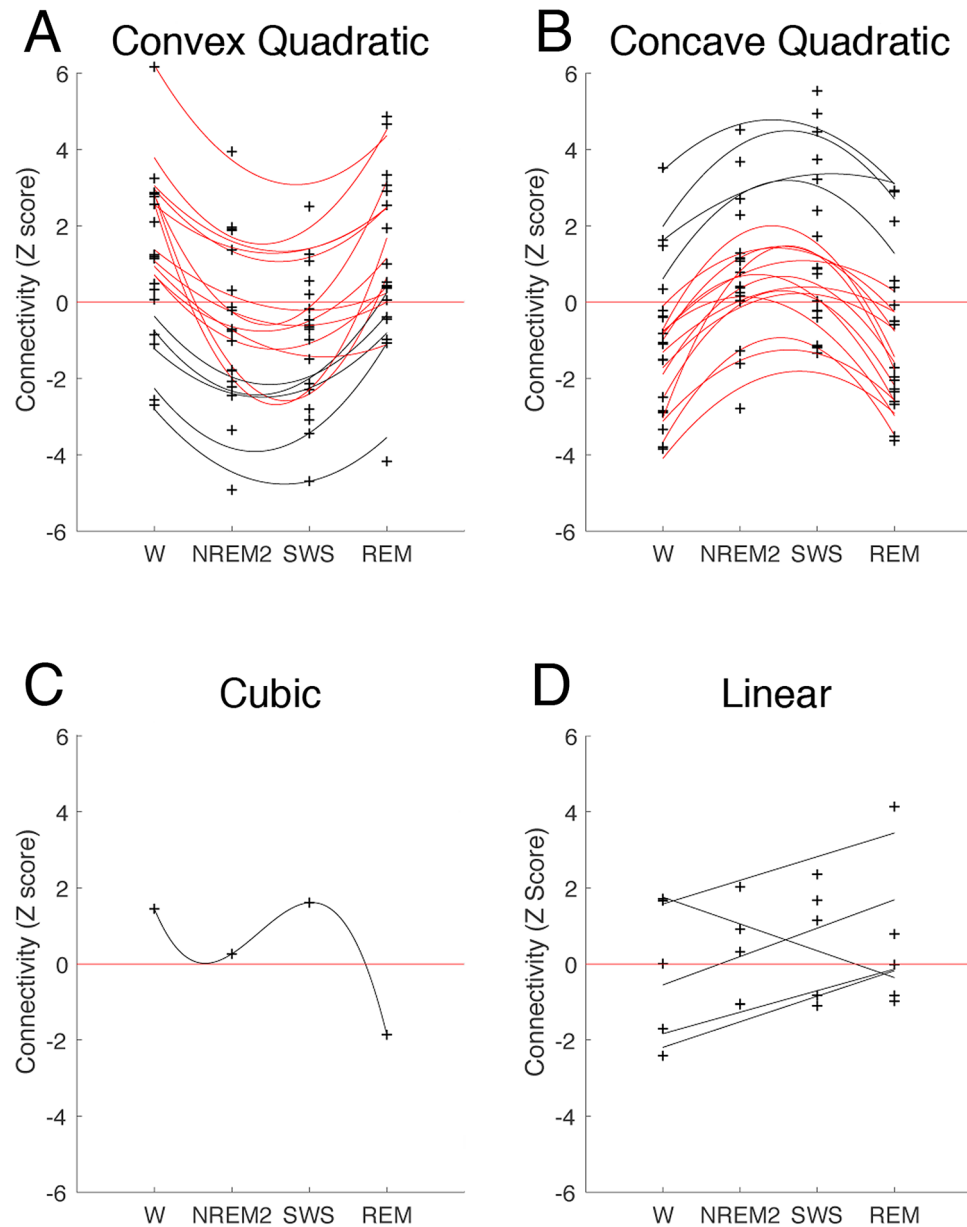 A Convex Quadratic
Connectivity (Z score)
6
4
2
0
-2
-4
-6
W NREM2 SWS REM
B Concave Quadratic
Connectivity (Z score)
6
4
2
0
-2
-4
-6
W NREM2 SWS REM
C Cubic
Connectivity (Z score)
6
4
2
0
-2
-4
-6
W NREM2 SWS REM
D Linear
Connectivity (Z Score)
6
4
2
0
-2
-4
-6
W NREM2 SWS REM